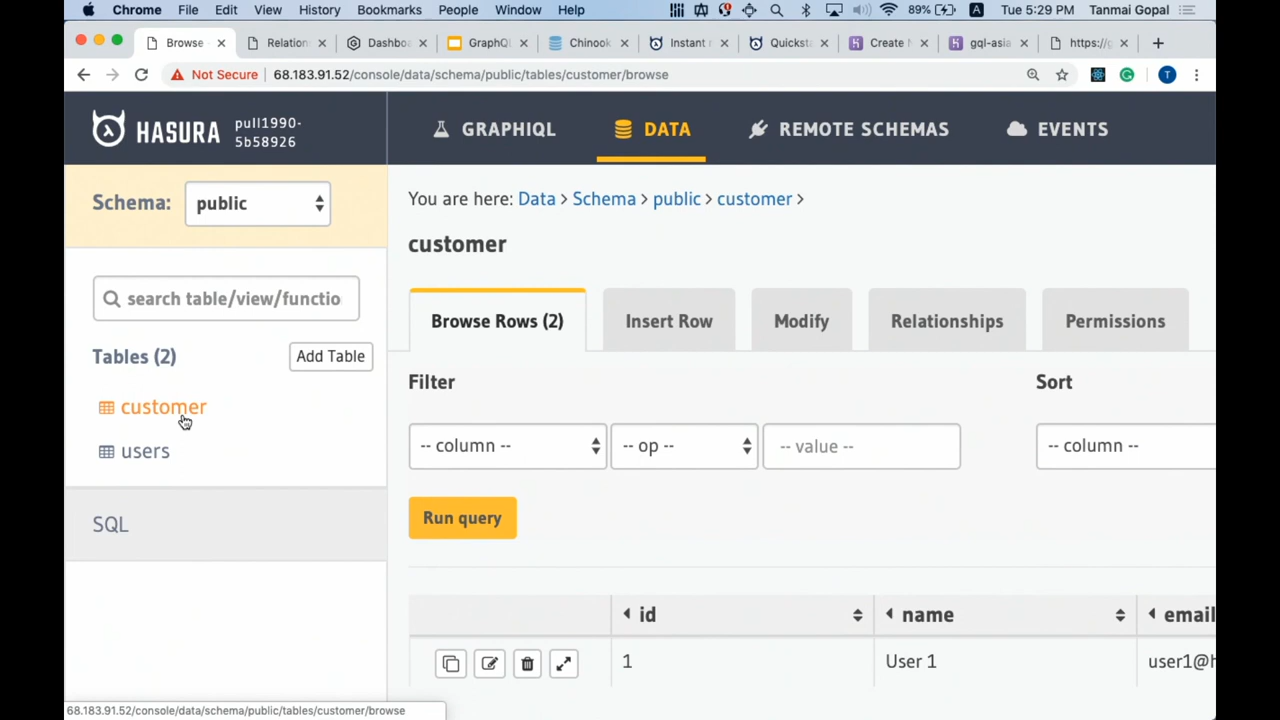 Chrome File Edit View History Bookmarks People Window Help 89% A Tue 5:29 PM Tanmai Gopal
Browse Relation Dashbo GraphQ Chinook Instant Quicksta Create gql-asia https://g
Not Secure 68.183.91.52/console/data/schema/public/tables/customer/browse T
HASURA pull1990-
5b58926
GRAPHIQL DATA REMOTE SCHEMAS EVENTS
Schema: public
You are here: Data > Schema > public > customer >
customer
search table/view/functio
Browse Rows (2) Insert Row Modify Relationships Permissions
Tables (2) Add Table
Filter Sort
customer
users
-- column -- -- op -- -- value -- -- column --
SQL
Run query
id name email
1 User 1 user1@h
68.183.91.52/console/data/schema/public/tables/customer/browse